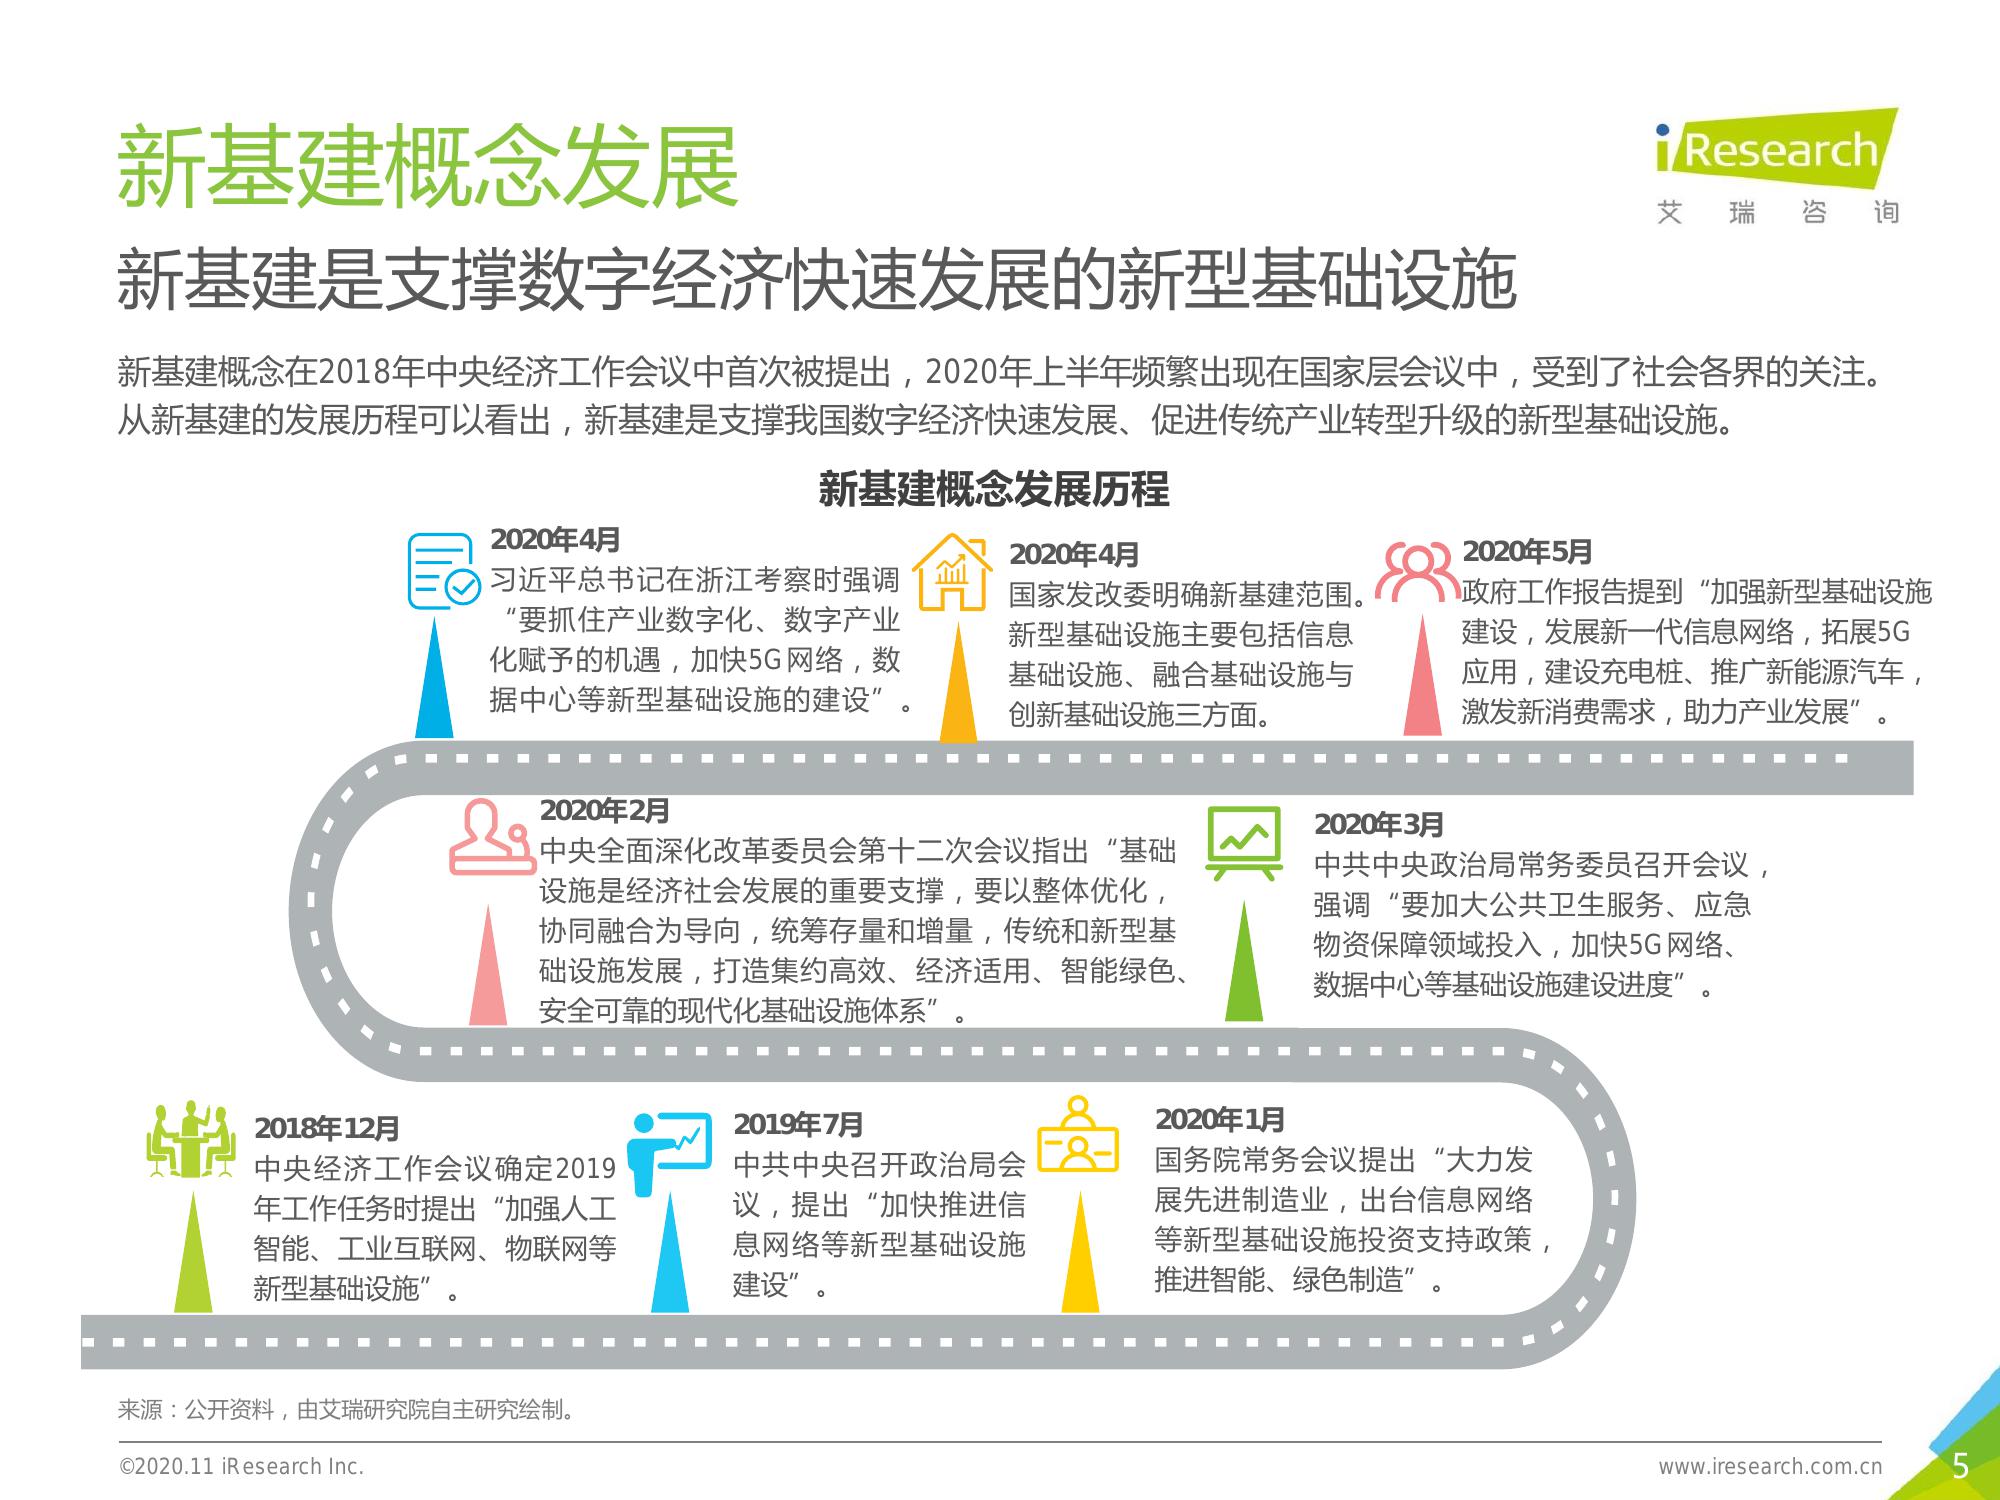 新基建概念发展
iResearch
艾瑞咨询
新基建是支撑数字经济快速发展的新型基础设施
新基建概念在2018年中央经济工作会议中首次被提出，2020年上半年频繁出现在国家层会议中，受到了社会各界的关注。
从新基建的发展历程可以看出，新基建是支撑我国数字经济快速发展、促进传统产业转型升级的新型基础设施。
新基建概念发展历程
2020年4月
习近平总书记在浙江考察时强调
“要抓住产业数字化、数字产业
化赋予的机遇，加快5G网络，数
据中心等新型基础设施的建设”。
2020年4月
国家发改委明确新基建范围。
新型基础设施主要包括信息
基础设施、融合基础设施与
创新基础设施三方面。
2020年5月
政府工作报告提到“加强新型基础设施
建设，发展新一代信息网络，拓展5G
应用，建设充电桩、推广新能源汽车，
激发新消费需求，助力产业发展”。
2020年2月
中央全面深化改革委员会第十二次会议指出“基础
设施是经济社会发展的重要支撑，要以整体优化，
协同融合为导向，统筹存量和增量，传统和新型基
础设施发展，打造集约高效、经济适用、智能绿色、
安全可靠的现代化基础设施体系”。
2020年3月
中共中央政治局常务委员召开会议，
强调“要加大公共卫生服务、应急
物资保障领域投入，加快5G网络、
数据中心等基础设施建设进度”。
2018年12月
中央经济工作会议确定2019
年工作任务时提出“加强人工
智能、工业互联网、物联网等
新型基础设施”。
2019年7月
中共中央召开政治局会
议，提出“加快推进信
息网络等新型基础设施
建设”。
2020年1月
国务院常务会议提出“大力发
展先进制造业，出台信息网络
等新型基础设施投资支持政策，
推进智能、绿色制造”。
来源：公开资料，由艾瑞研究院自主研究绘制。
©2020.11 iResearch Inc.
www.iresearch.com.cn
5